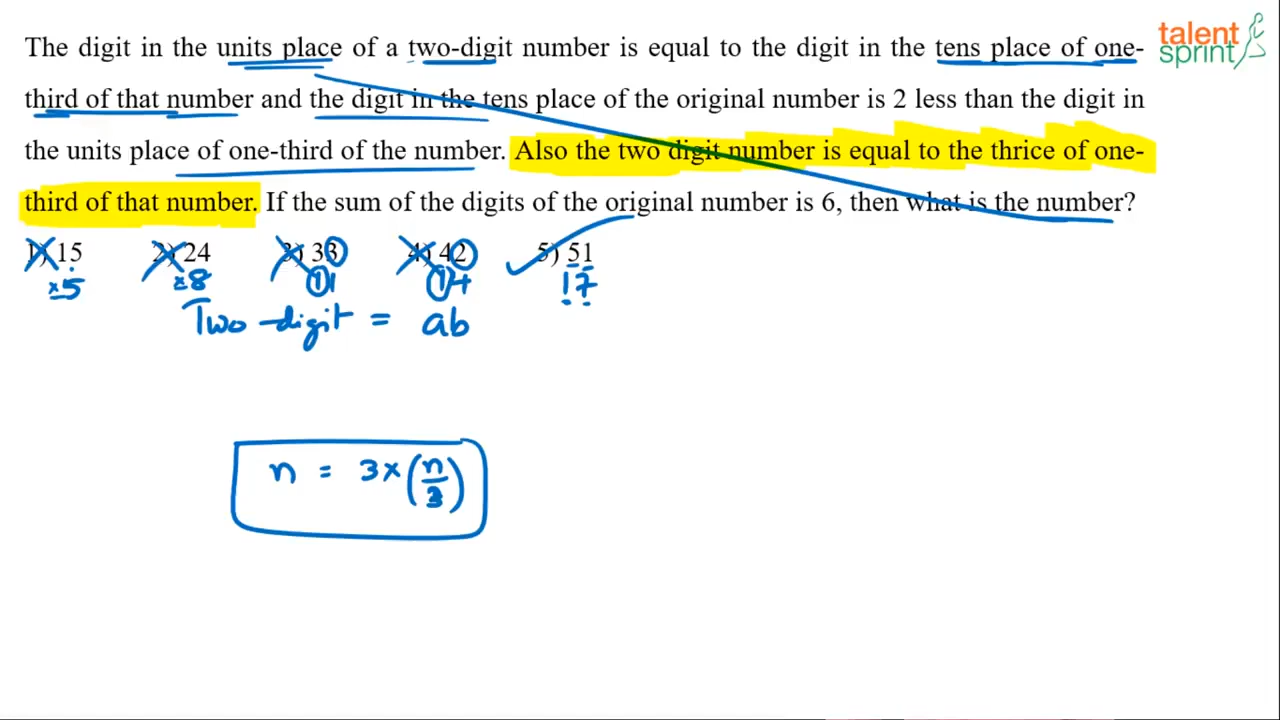 talent
sprint
The digit in the units place of a two-digit number is equal to the digit in the tens place of one-
third of that number and the digit in the tens place of the original number is 2 less than the digit in
the units place of one-third of the number. Also the two digit number is equal to the thrice of one-
third of that number. If the sum of the digits of the original number is 6, then what is the number?
1) 15 2) 24 3) 33 4) 42 5) 51
×5 ×8 11 14 17
Two-digit = ab
n = 3×(n/3)